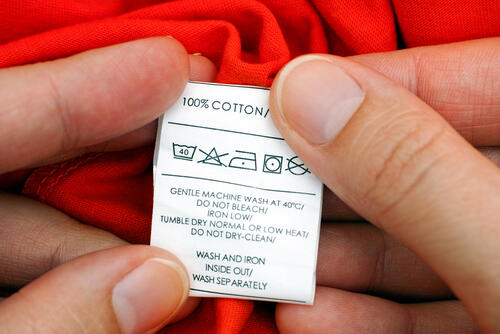 100% COTTON/
40
GENTLE MACHINE WASH AT 40°C/
DO NOT BLEACH/
IRON LOW/
TUMBLE DRY NORMAL OR LOW HEAT/
DO NOT DRY-CLEAN/
WASH AND IRON
INSIDE OUT/
WASH SEPARATELY